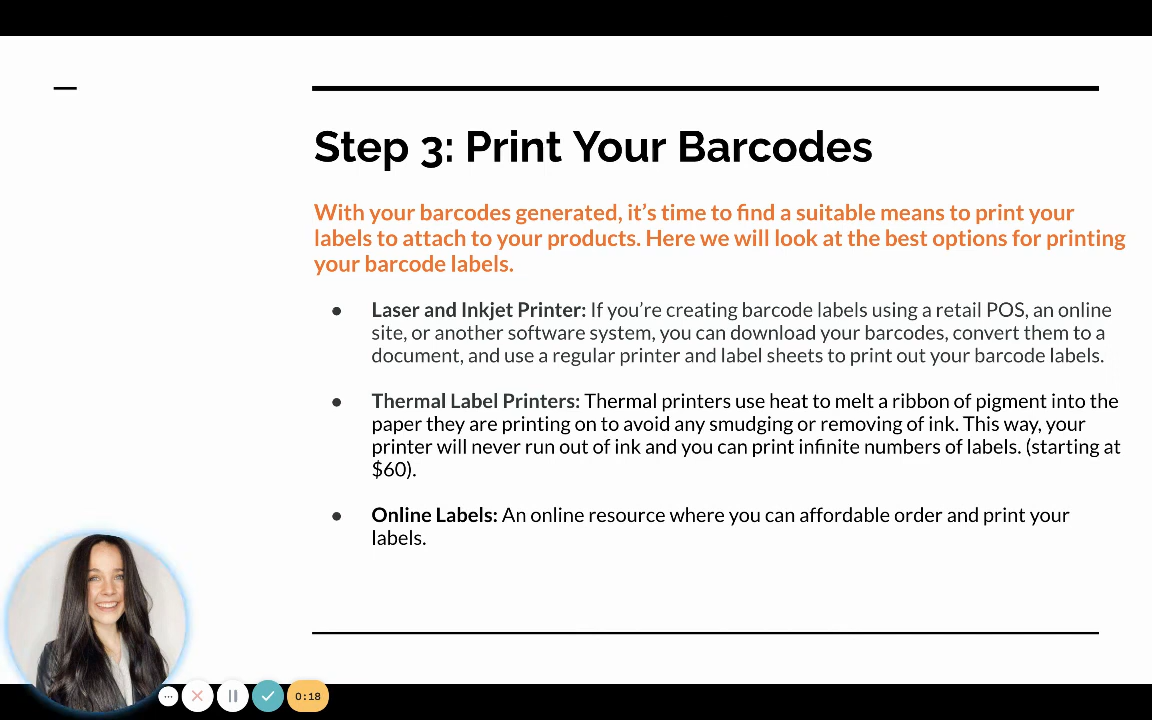 Step 3: Print Your Barcodes
With your barcodes generated, it’s time to find a suitable means to print your
labels to attach to your products. Here we will look at the best options for printing
your barcode labels.
● Laser and Inkjet Printer: If you’re creating barcode labels using a retail POS, an online
site, or another software system, you can download your barcodes, convert them to a
document, and use a regular printer and label sheets to print out your barcode labels.
● Thermal Label Printers: Thermal printers use heat to melt a ribbon of pigment into the
paper they are printing on to avoid any smudging or removing of ink. This way, your
printer will never run out of ink and you can print infinite numbers of labels. (starting at
$60).
● Online Labels: An online resource where you can affordable order and print your
labels.
0:18